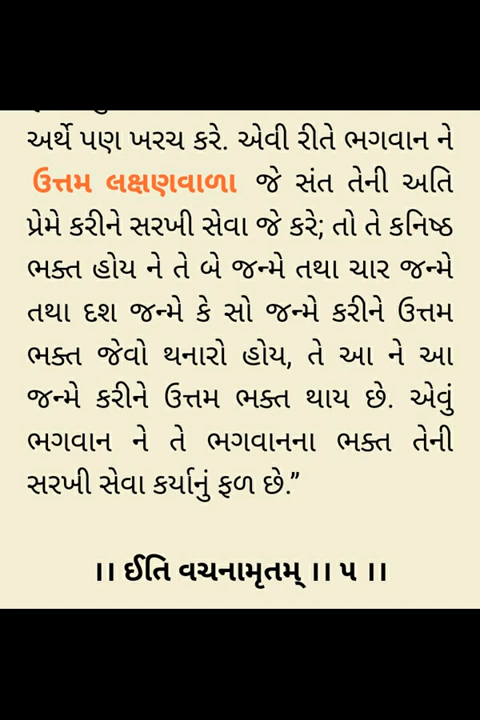 અર્થે પણ ખરચ કરે. એવી રીતે ભગવાન ને
ઉત્તમ લક્ષણવાળા જે સંત તેની અતિ
પ્રેમે કરીને સરખી સેવા જે કરે; તો તે કનિષ્ઠ
ભક્ત હોય ને તે બે જન્મે તથા ચાર જન્મે
તથા દશ જન્મે કે સો જન્મે કરીને ઉત્તમ
ભક્ત જેવો થનારો હોય, તે આ ને આ
જન્મે કરીને ઉત્તમ ભક્ત થાય છે. એવું
ભગવાન ને તે ભગવાનના ભક્ત તેની
સરખી સેવા કર્યાનું ફળ છે.”
।। ઈતિ વચનામૃતમ્ ।। ૫ ।।